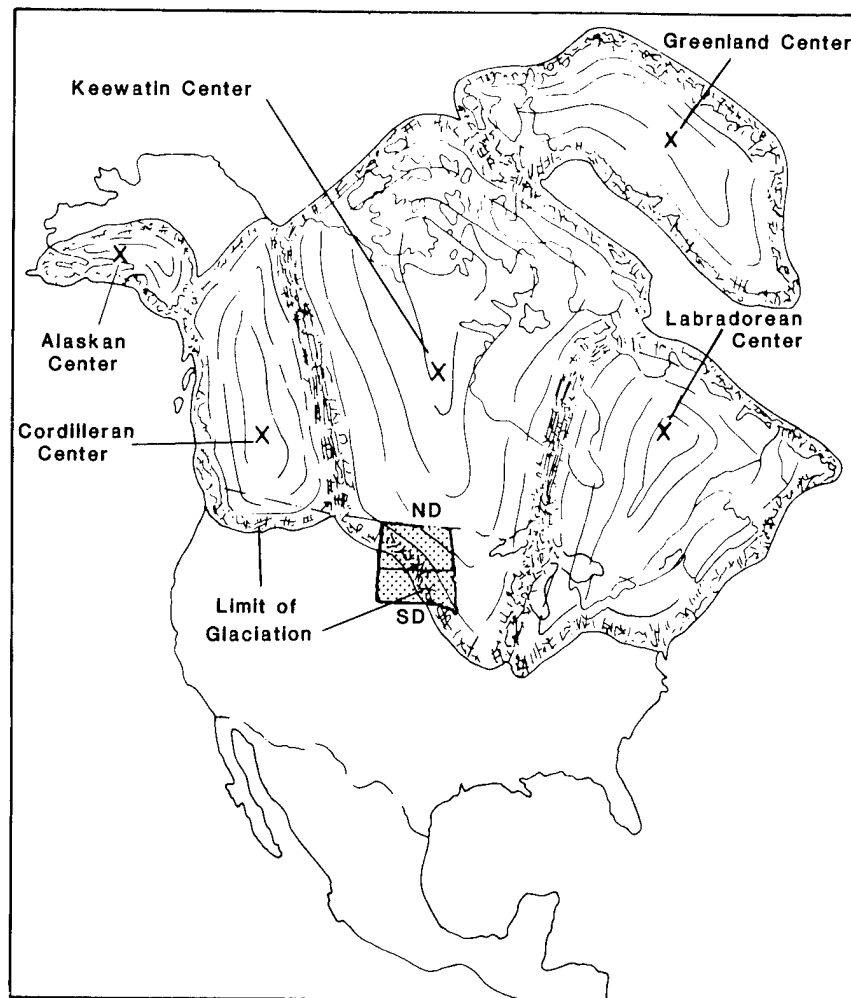 Greenland Center
Keewatin Center
Labradorean
Center
Alaskan
Center
Cordilleran
Center
ND
Limit of
Glaciation
SD